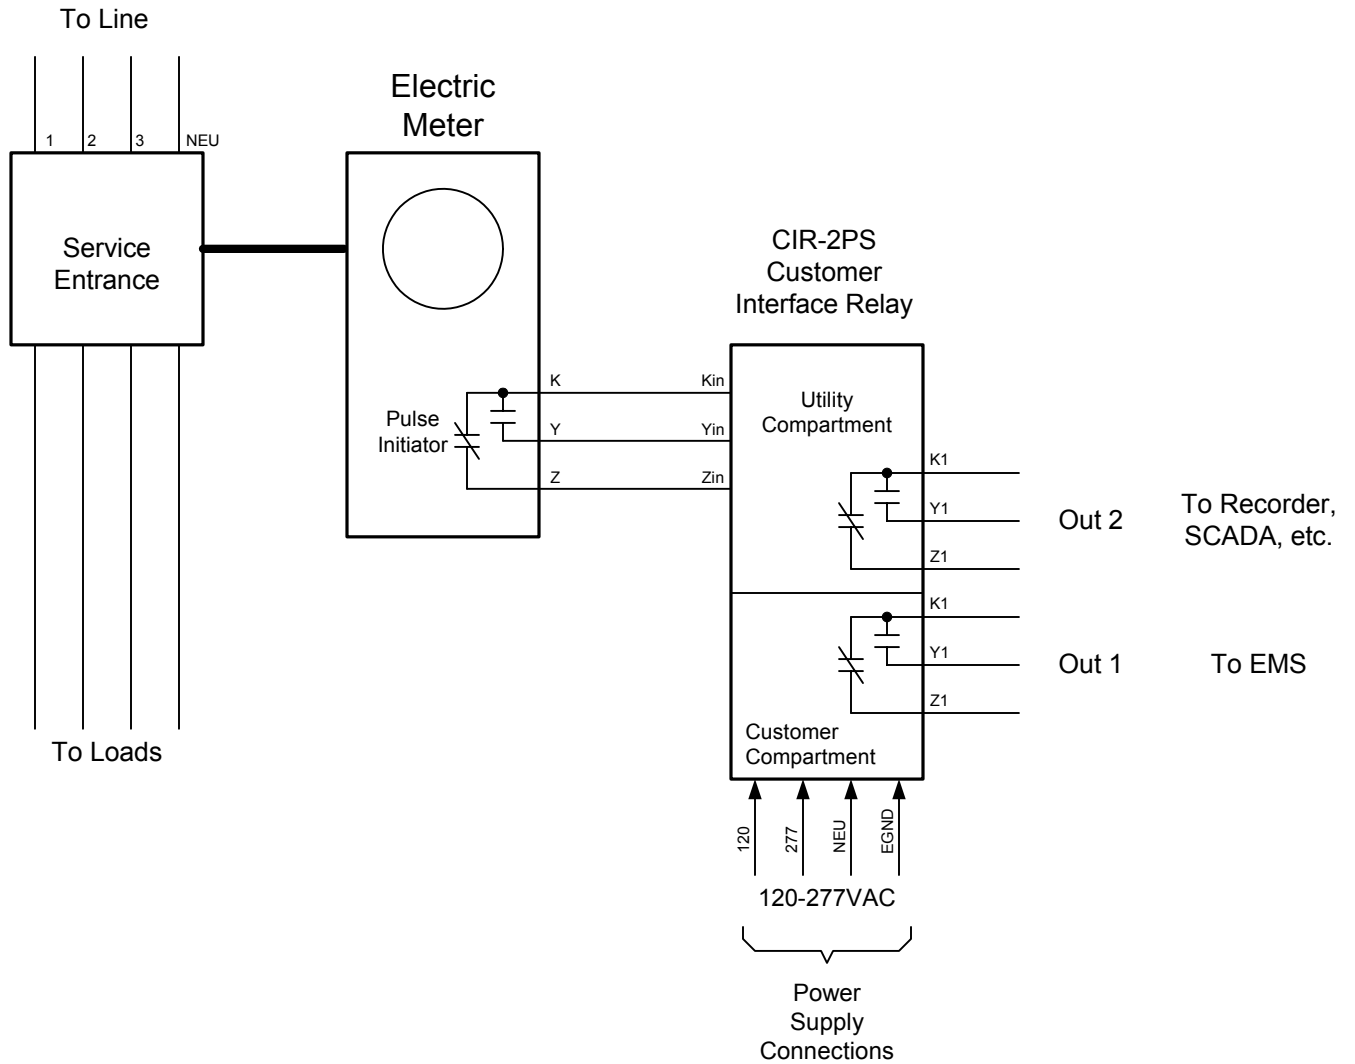 To Line
Electric
Meter
1
2
3
NEU
Service
Entrance
CIR-2PS
Customer
Interface Relay
K
Kin
Utility
Compartment
Pulse
Initiator
Y
Yin
Z
Zin
K1
Y1
Out 2
To Recorder,
SCADA, etc.
Z1
K1
Y1
Out 1
To EMS
Z1
Customer
Compartment
To Loads
120
277
NEU
EGND
120-277VAC
Power
Supply
Connections